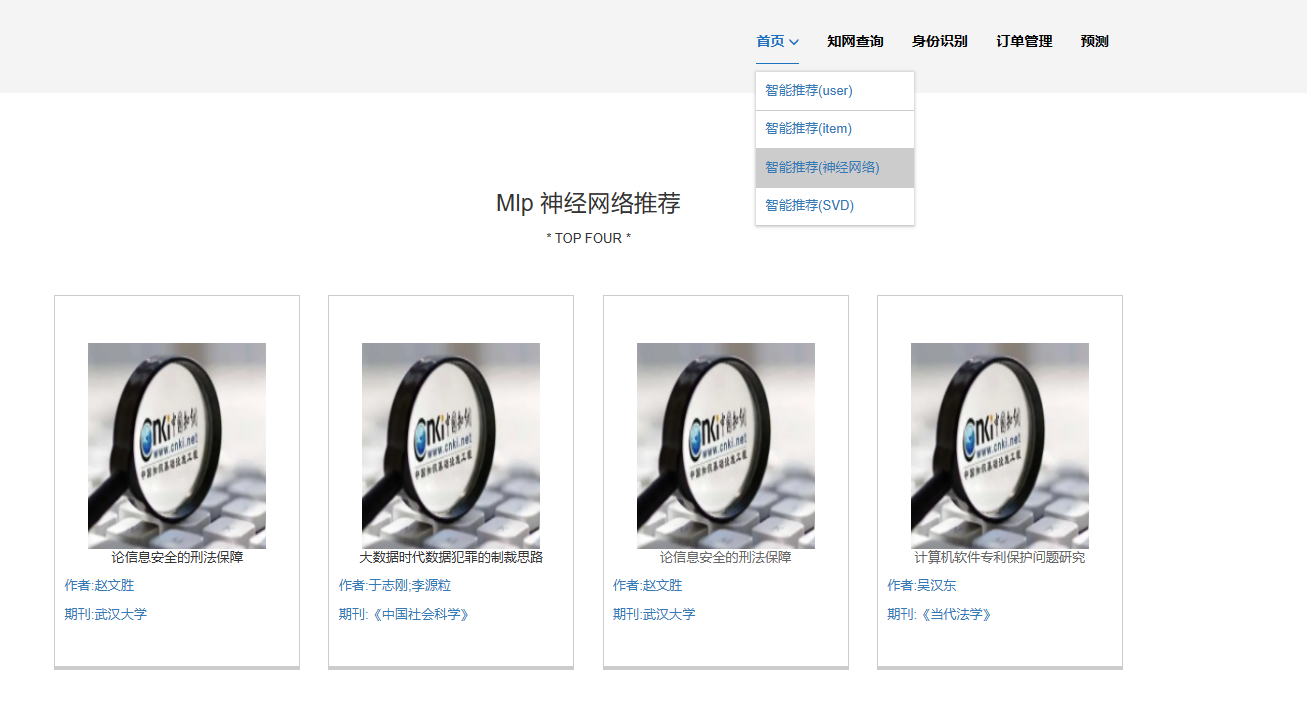 首页 知网查询 身份识别 订单管理 预测
智能推荐(user)
智能推荐(item)
智能推荐(神经网络)
智能推荐(SVD)
Mlp 神经网络推荐
* TOP FOUR *
cnki中国知网
www.cnki.net
中国知识基础设施工程
论信息安全的刑法保障
作者:赵文胜
期刊:武汉大学
cnki中国知网
www.cnki.net
中国知识基础设施工程
大数据时代数据犯罪的制裁思路
作者:于志刚;李源粒
期刊:《中国社会科学》
cnki中国知网
www.cnki.net
中国知识基础设施工程
论信息安全的刑法保障
作者:赵文胜
期刊:武汉大学
cnki中国知网
www.cnki.net
中国知识基础设施工程
计算机软件专利保护问题研究
作者:吴汉东
期刊:《当代法学》